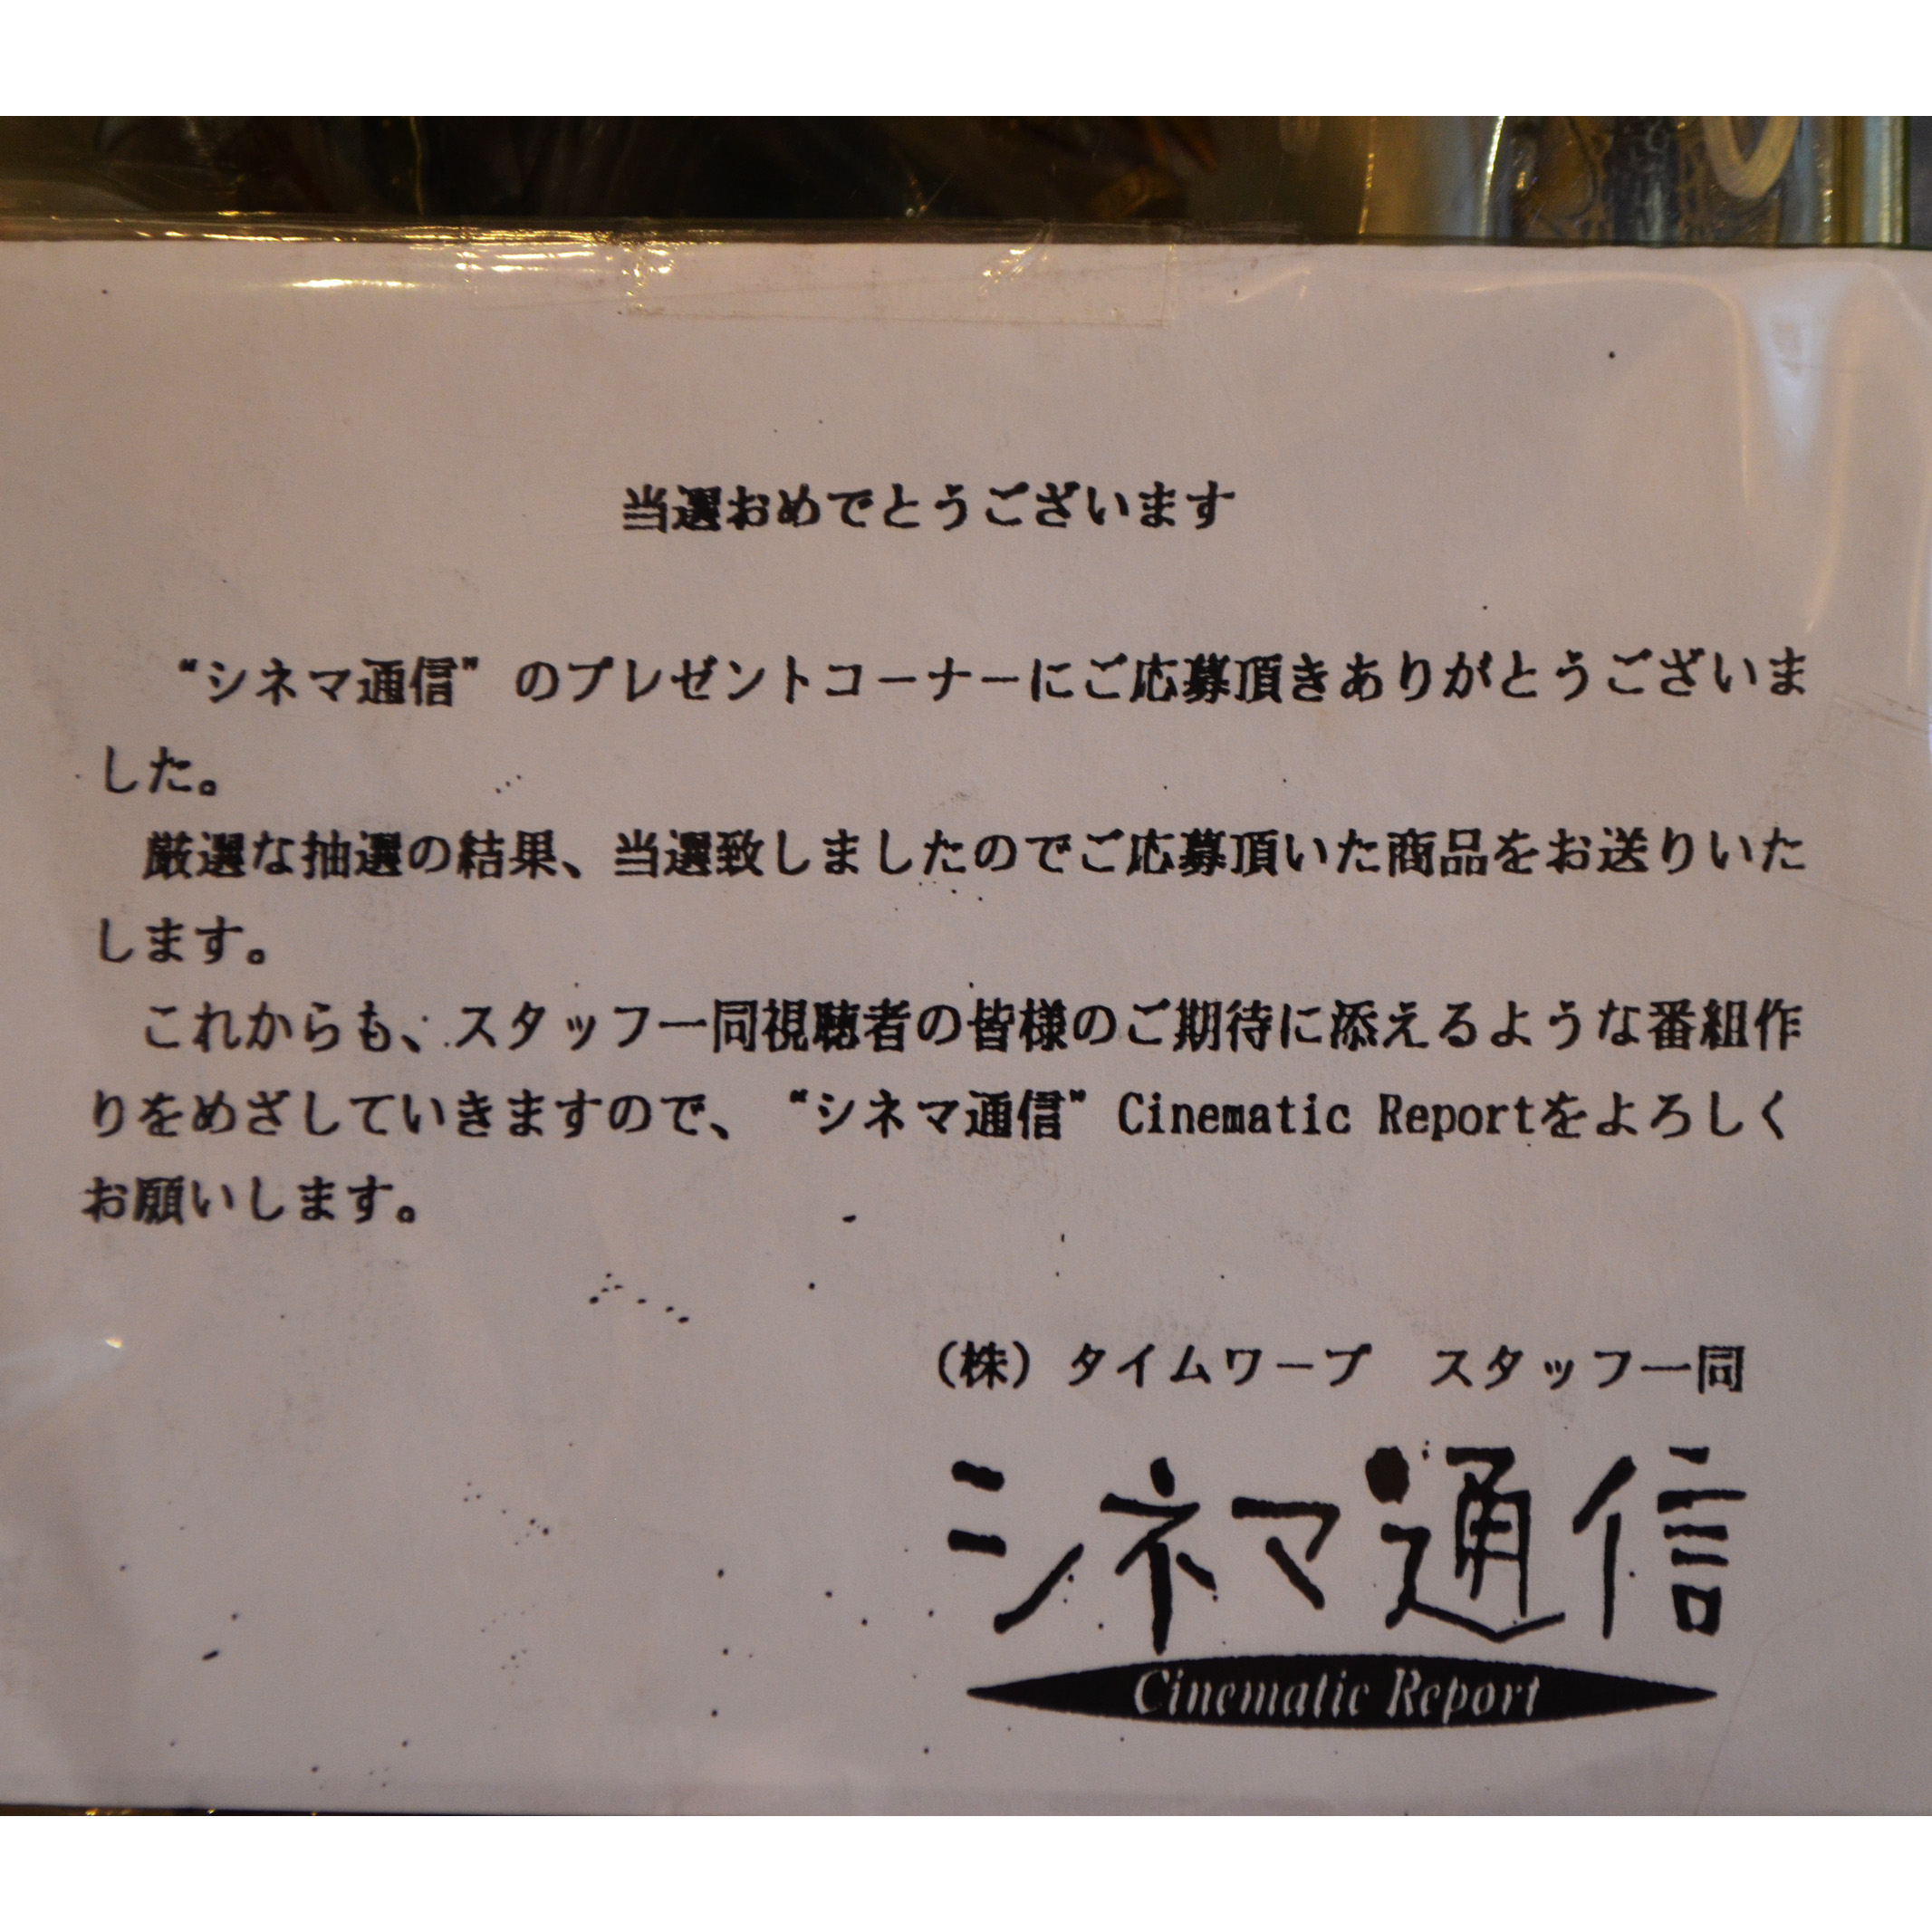 当選おめでとうございます
“シネマ通信”のプレゼントコーナーにご応募頂きありがとうございま
した。
厳選な抽選の結果、当選致しましたのでご応募頂いた商品をお送りいた
します。
これからも、スタッフ一同視聴者の皆様のご期待に添えるような番組作
りをめざしていきますので、“シネマ通信”Cinematic Reportをよろしく
お願いします。
（株）タイムワープ　スタッフ一同
シネマ通信
Cinematic Report